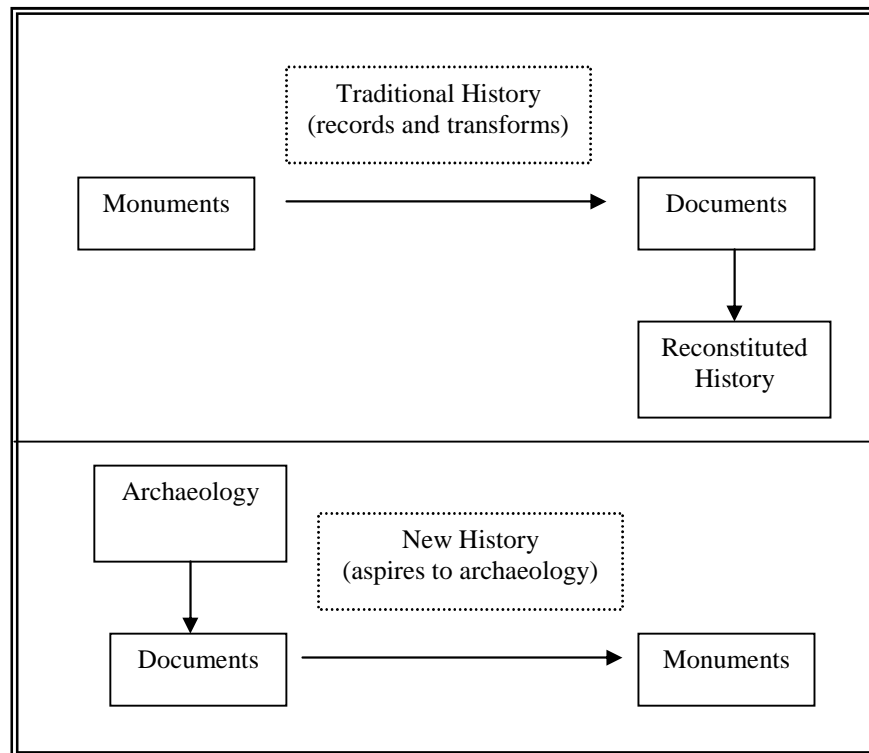 Traditional History
(records and transforms)
Monuments
Documents
Reconstituted
History
Archaeology
New History
(aspires to archaeology)
Documents
Monuments